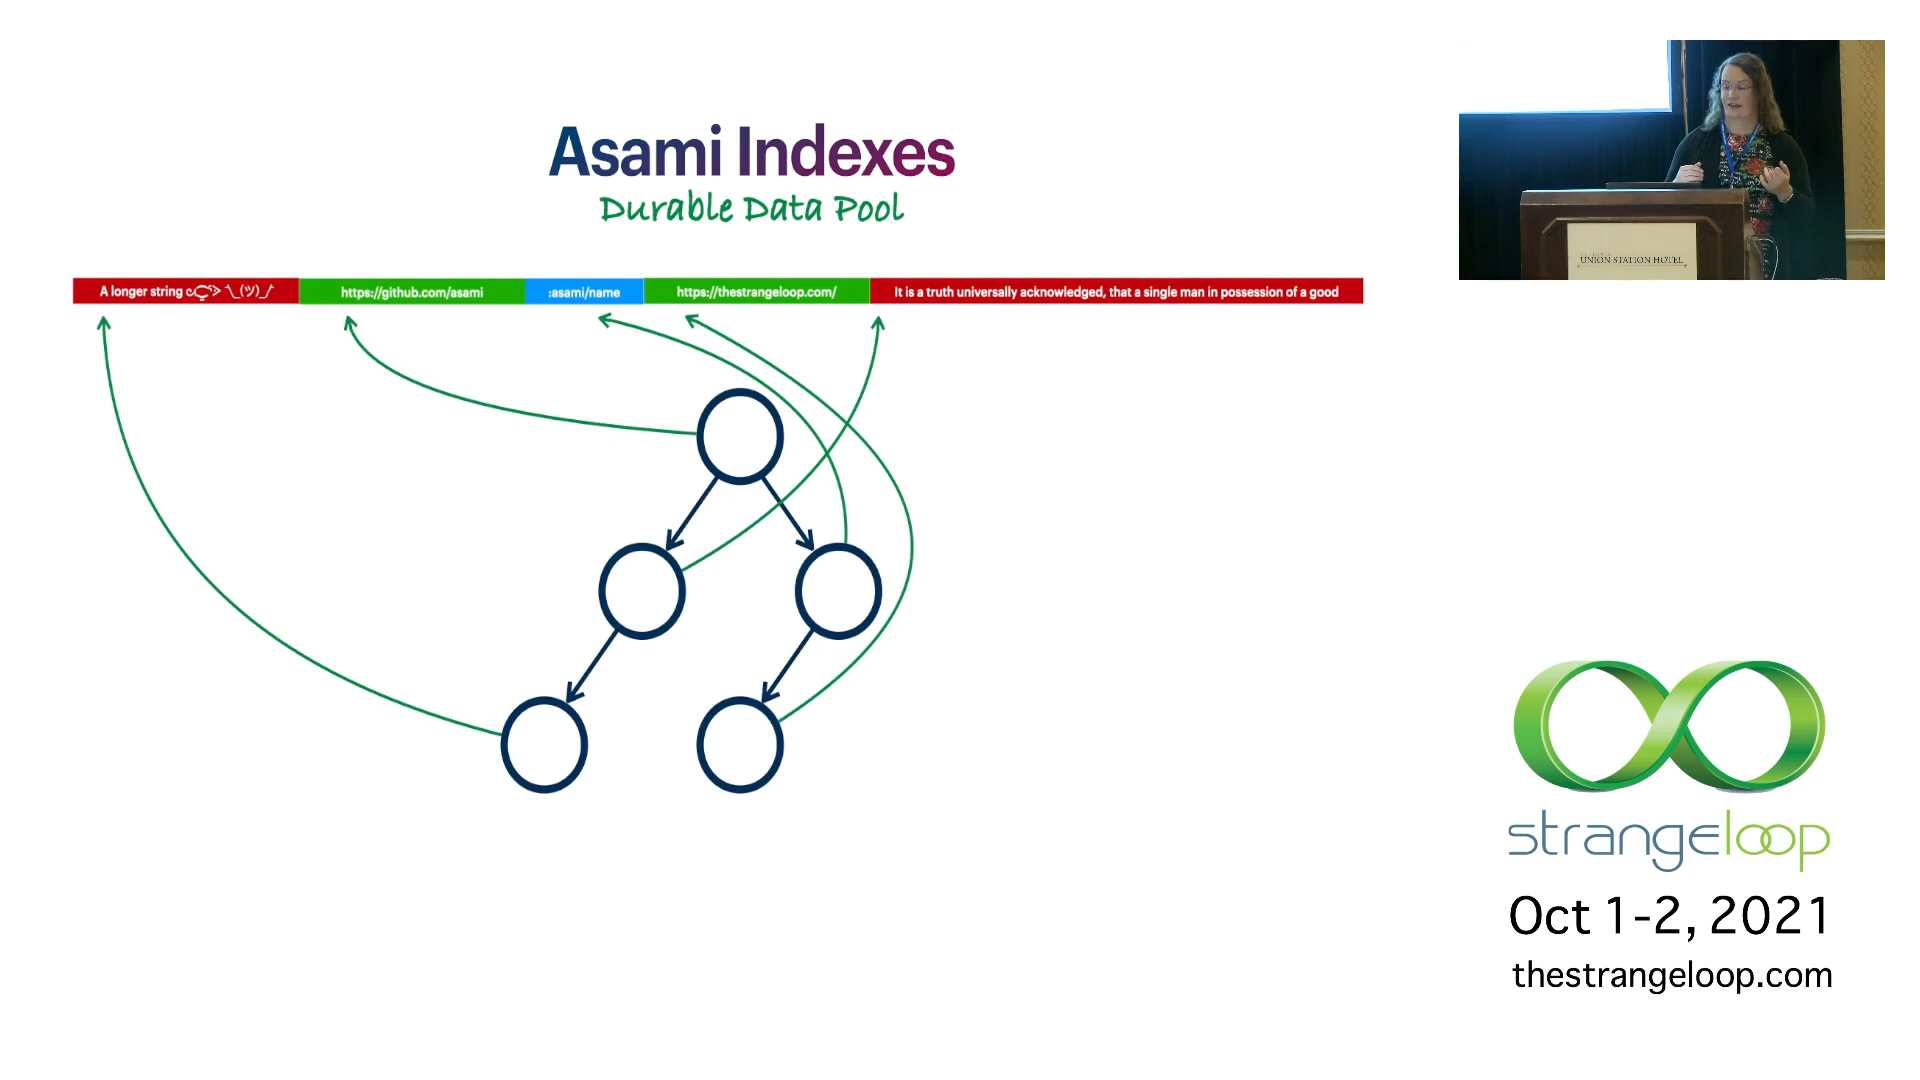 Asami Indexes
Durable Data Pool
A longer string ¯\_(ツ)_/¯
https://github.com/asami
:asami/name
https://thestrangeloop.com/
It is a truth universally acknowledged, that a single man in possession of a good
UNION STATION HOTEL
strangeloop
Oct 1-2, 2021
thestrangeloop.com